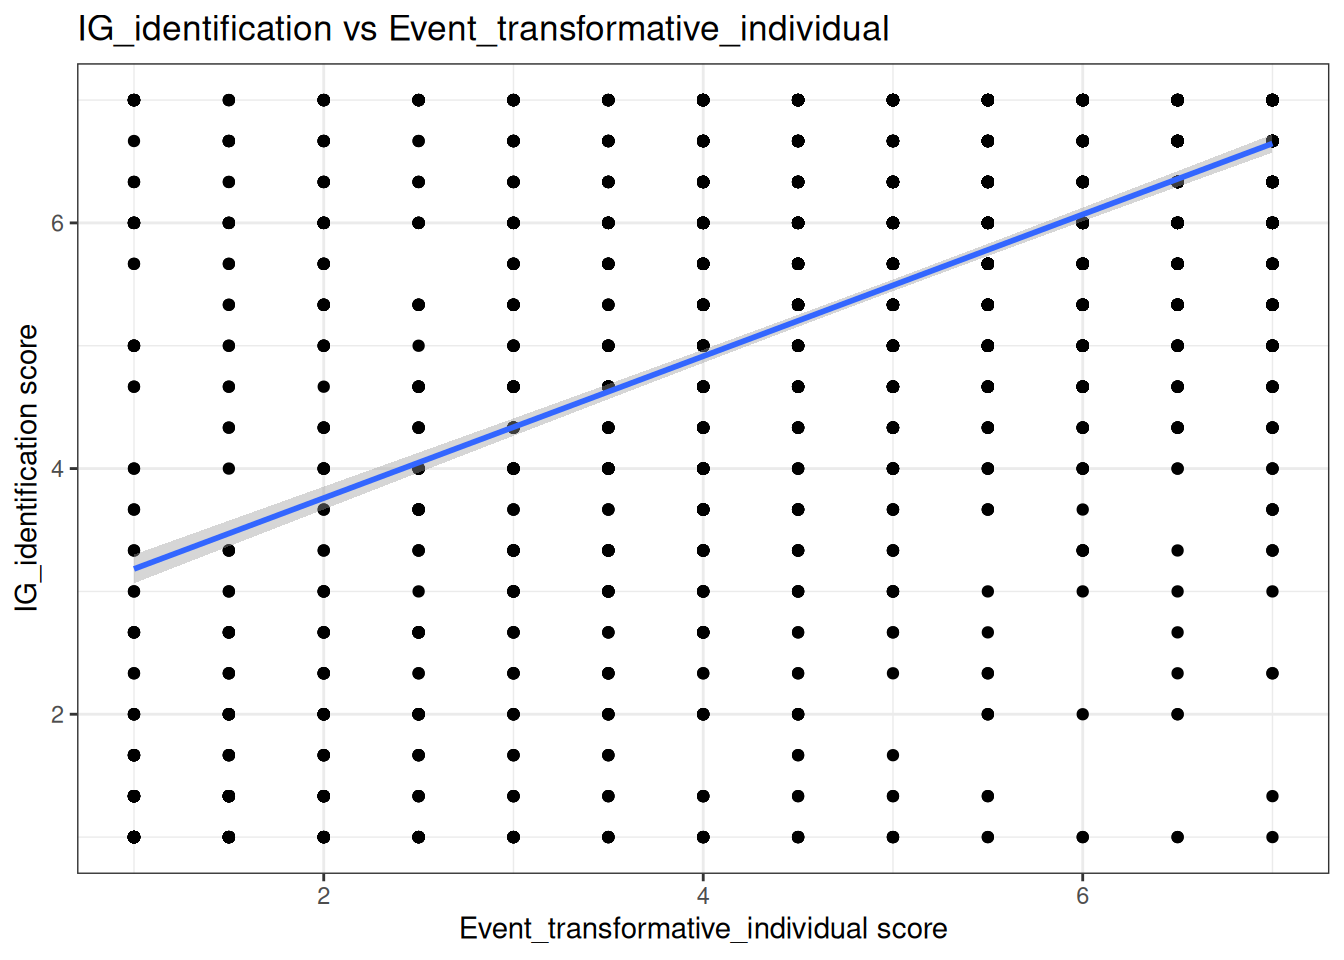 IG_identification vs Event_transformative_individual
IG_identification score
6
4
2
2
4
6
Event_transformative_individual score